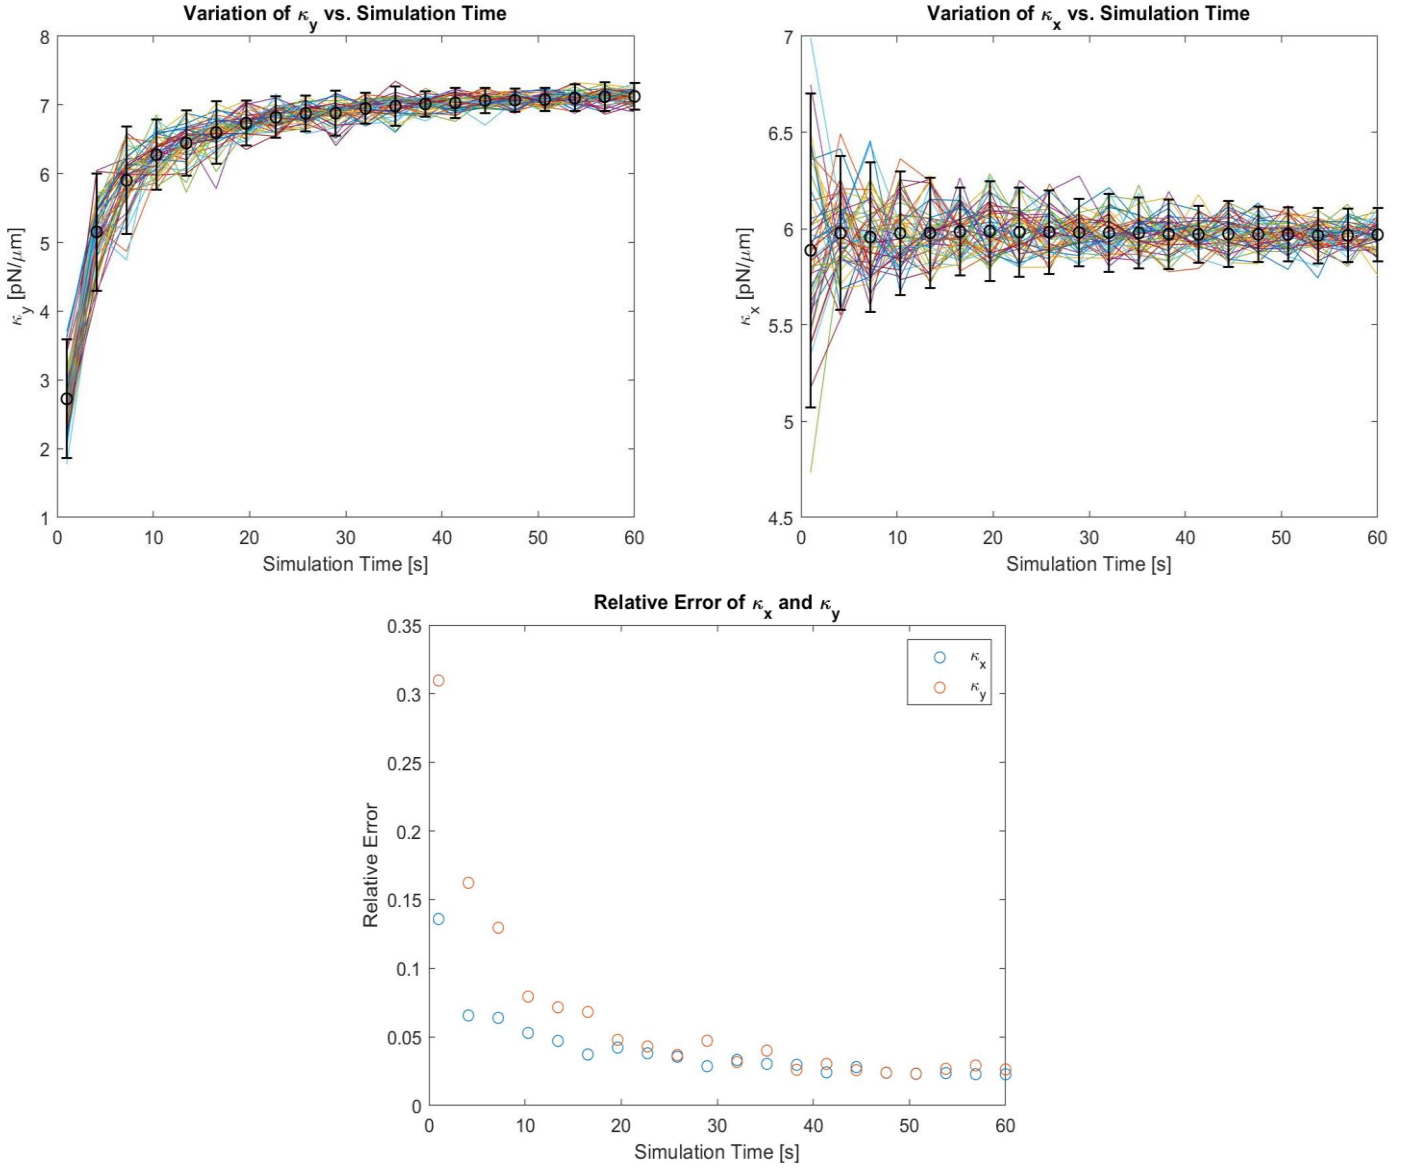 Variation of κy vs. Simulation Time
8
7
6
5
4
3
2
1
κy [pN/μm]
0 10 20 30 40 50 60
Simulation Time [s]
Variation of κx vs. Simulation Time
7
6.5
6
5.5
5
4.5
κx [pN/μm]
0 10 20 30 40 50 60
Simulation Time [s]
Relative Error of κx and κy
0.35
0.3
0.25
0.2
0.15
0.1
0.05
0
Relative Error
κx
κy
0 10 20 30 40 50 60
Simulation Time [s]